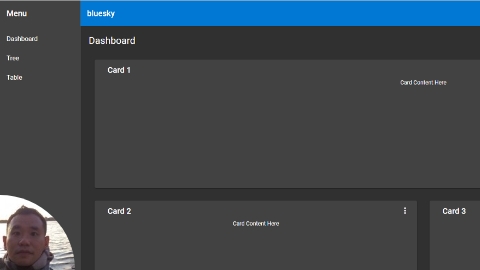 Menu
bluesky
Dashboard
Dashboard
Tree
Table
Card 1
Card Content Here
Card 2
Card Content Here
Card 3